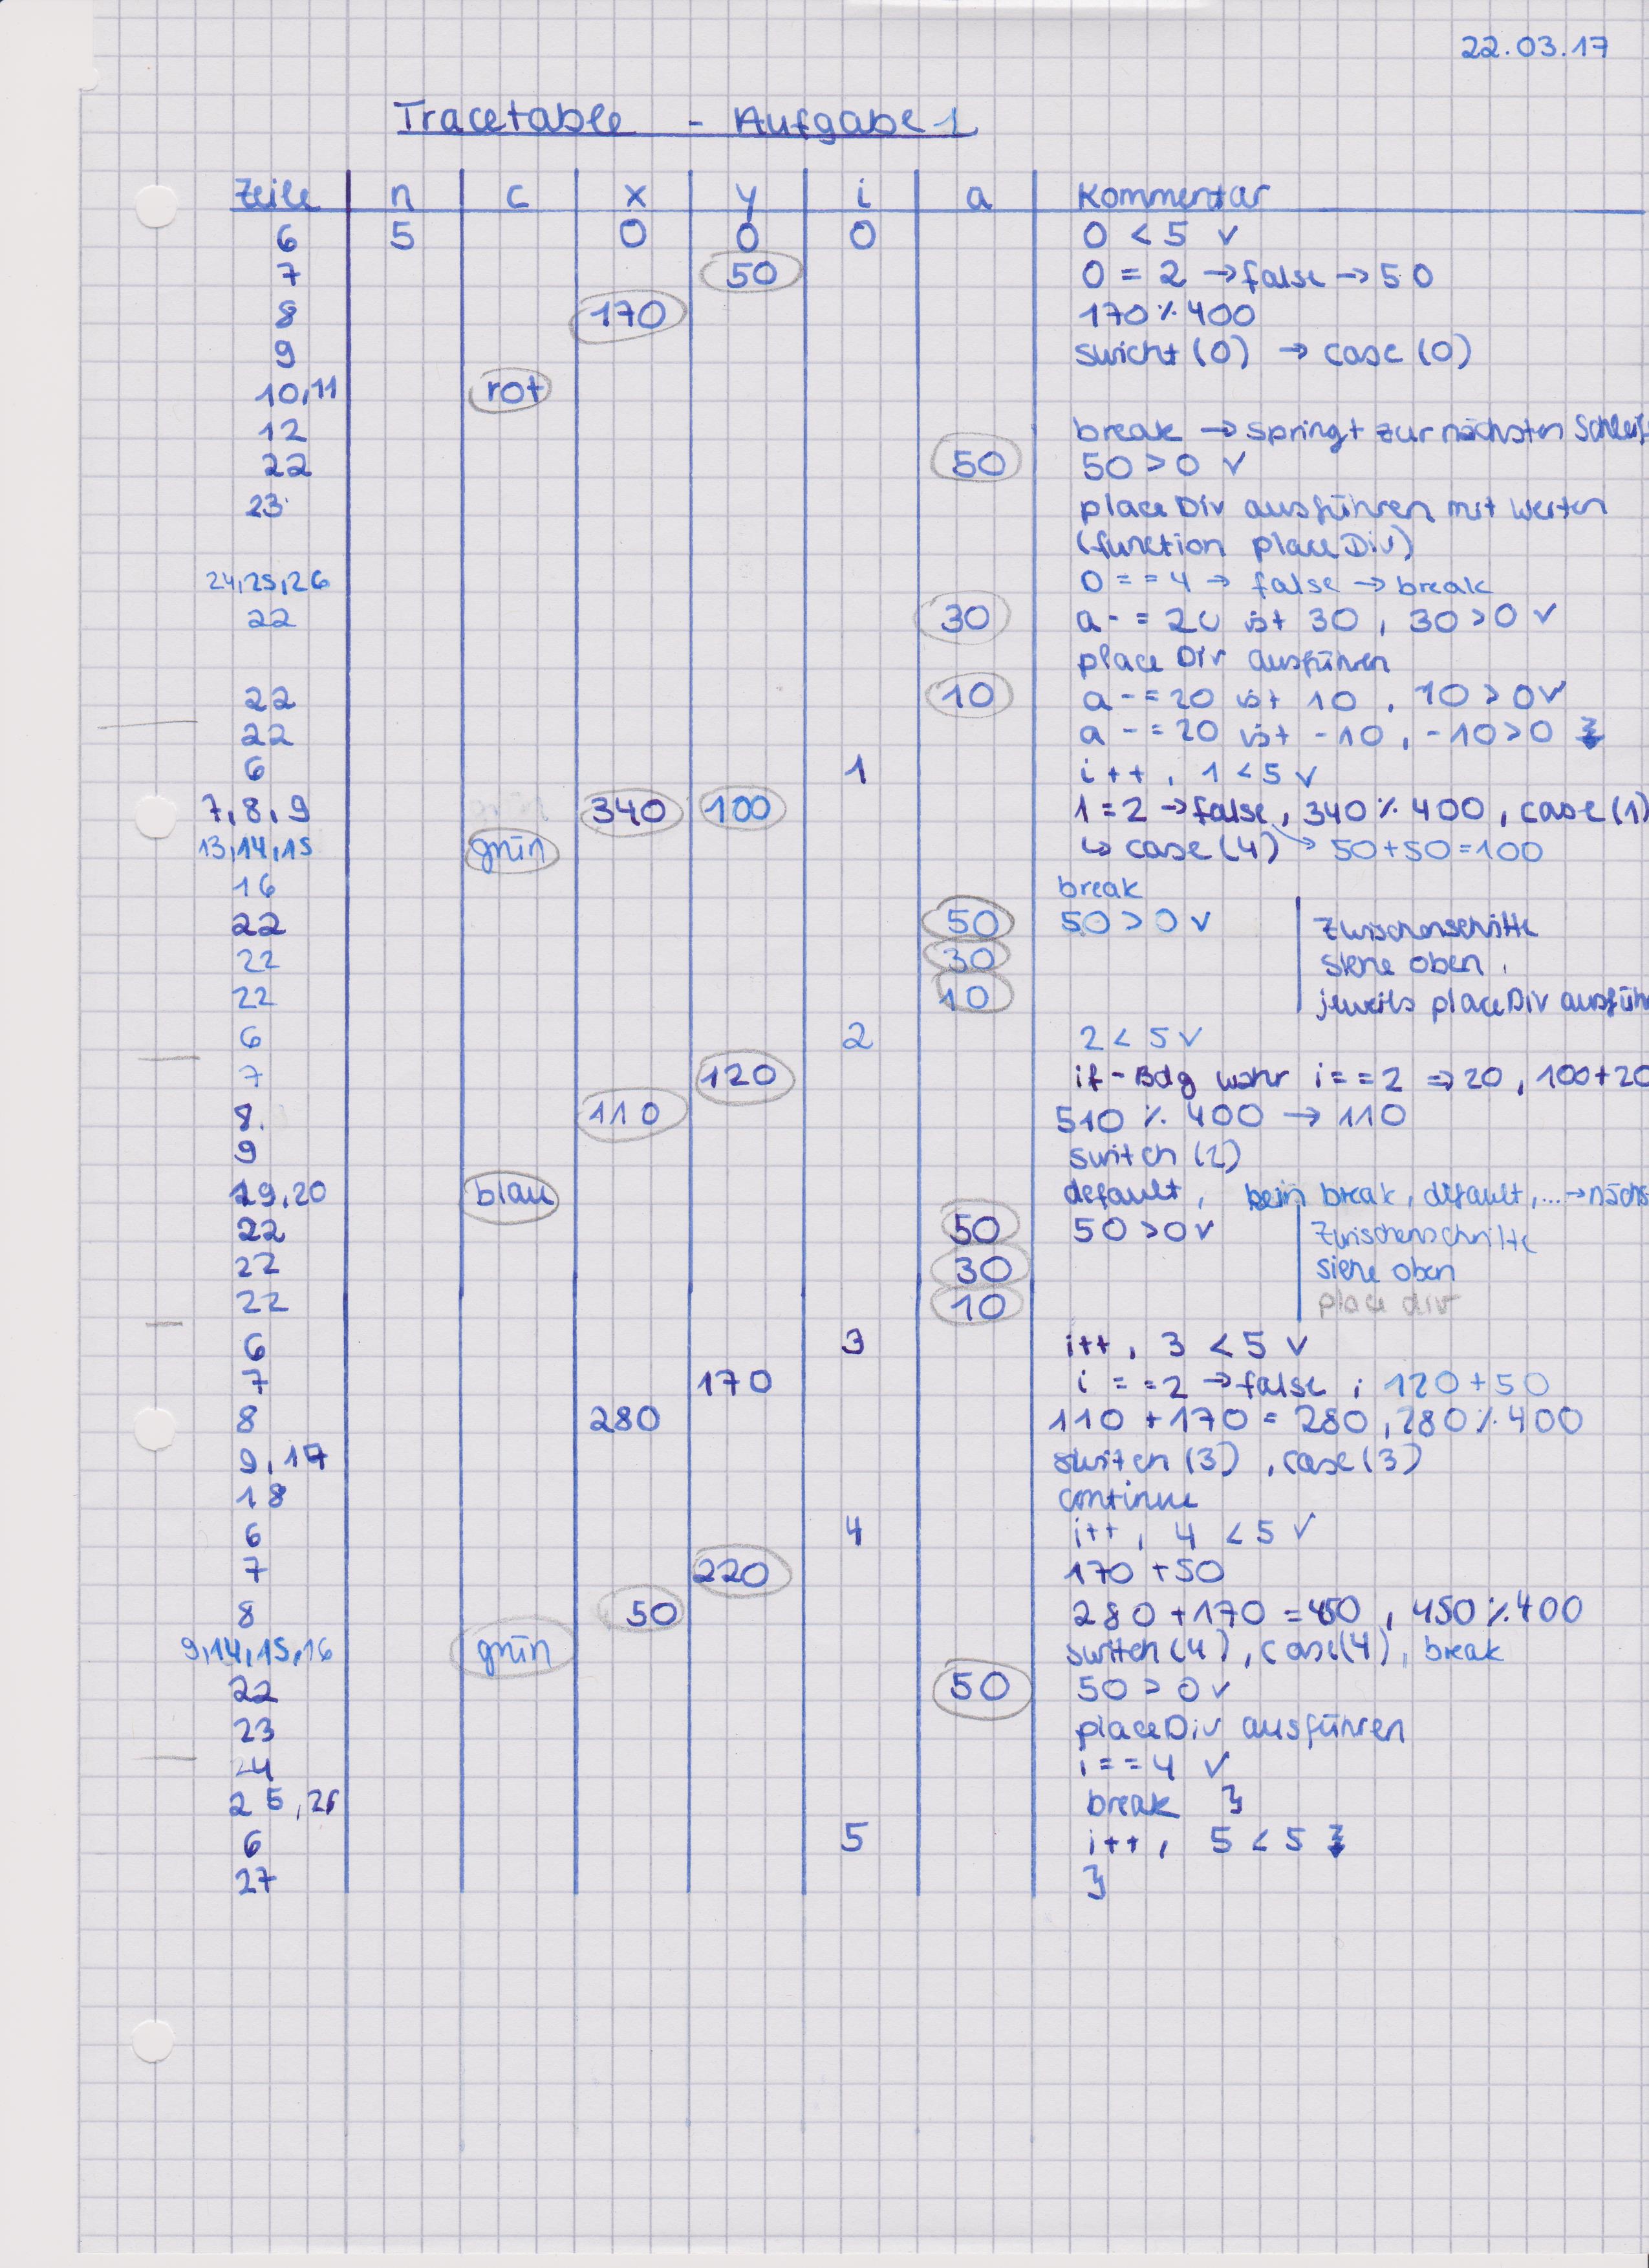 22.03.17
Tracetable - Aufgabe 1
Zeile n c x y i a Kommentar
6 5 0 0 0 0 < 5 ✓
7 50 0 = 2 → false → 50
8 170 170 % 400
9 swicht (0) → case (0)
10,11 rot
12 break → springt zur nächsten Schleif
22 50 50 > 0 ✓
23 placeDiv ausführen mit Werten
(function placeDiv)
24,25,26 0 == 4 → false → break
22 30 a -= 20 ist 30, 30 > 0 ✓
place Div ausführen
22 10 a -= 20 ist 10, 10 > 0 ✓
22 a -= 20 ist -10, -10 > 0
6 1 i++, 1 < 5 ✓
7,8,9 340 100 1 = 2 → false, 340 % 400, case (1)
13,14,15 grün ↳ case (4) → 50+50=100
16 break
22 50 50 > 0 ✓ Zwischenschritte
22 30 siehe oben,
22 10 jeweils placeDiv ausfüh
6 2 2 < 5 ✓
7 120 if-Bdg wahr i == 2 ⇒ 20, 100+20
8. 110 510 % 400 → 110
9 switch (2)
19,20 blau default, beim break, default,... → nächs
22 50 50 > 0 ✓ Zwischenschritte
22 30 siehe oben
22 10 place div
6 3 i++, 3 < 5 ✓
7 170 i == 2 → false; 120+50
8 280 110 + 170 = 280, 280 % 400
9,17 switch (3), case (3)
18 continue
6 4 i++, 4 < 5 ✓
7 220 170 + 50
8 50 280 + 170 = 450, 450 % 400
9,14,15,16 grün switch (4), case (4), break
22 50 50 > 0 ✓
23 placeDiv ausführen
24 i == 4 ✓
25,26 break }
6 5 i++, 5 < 5
27 }